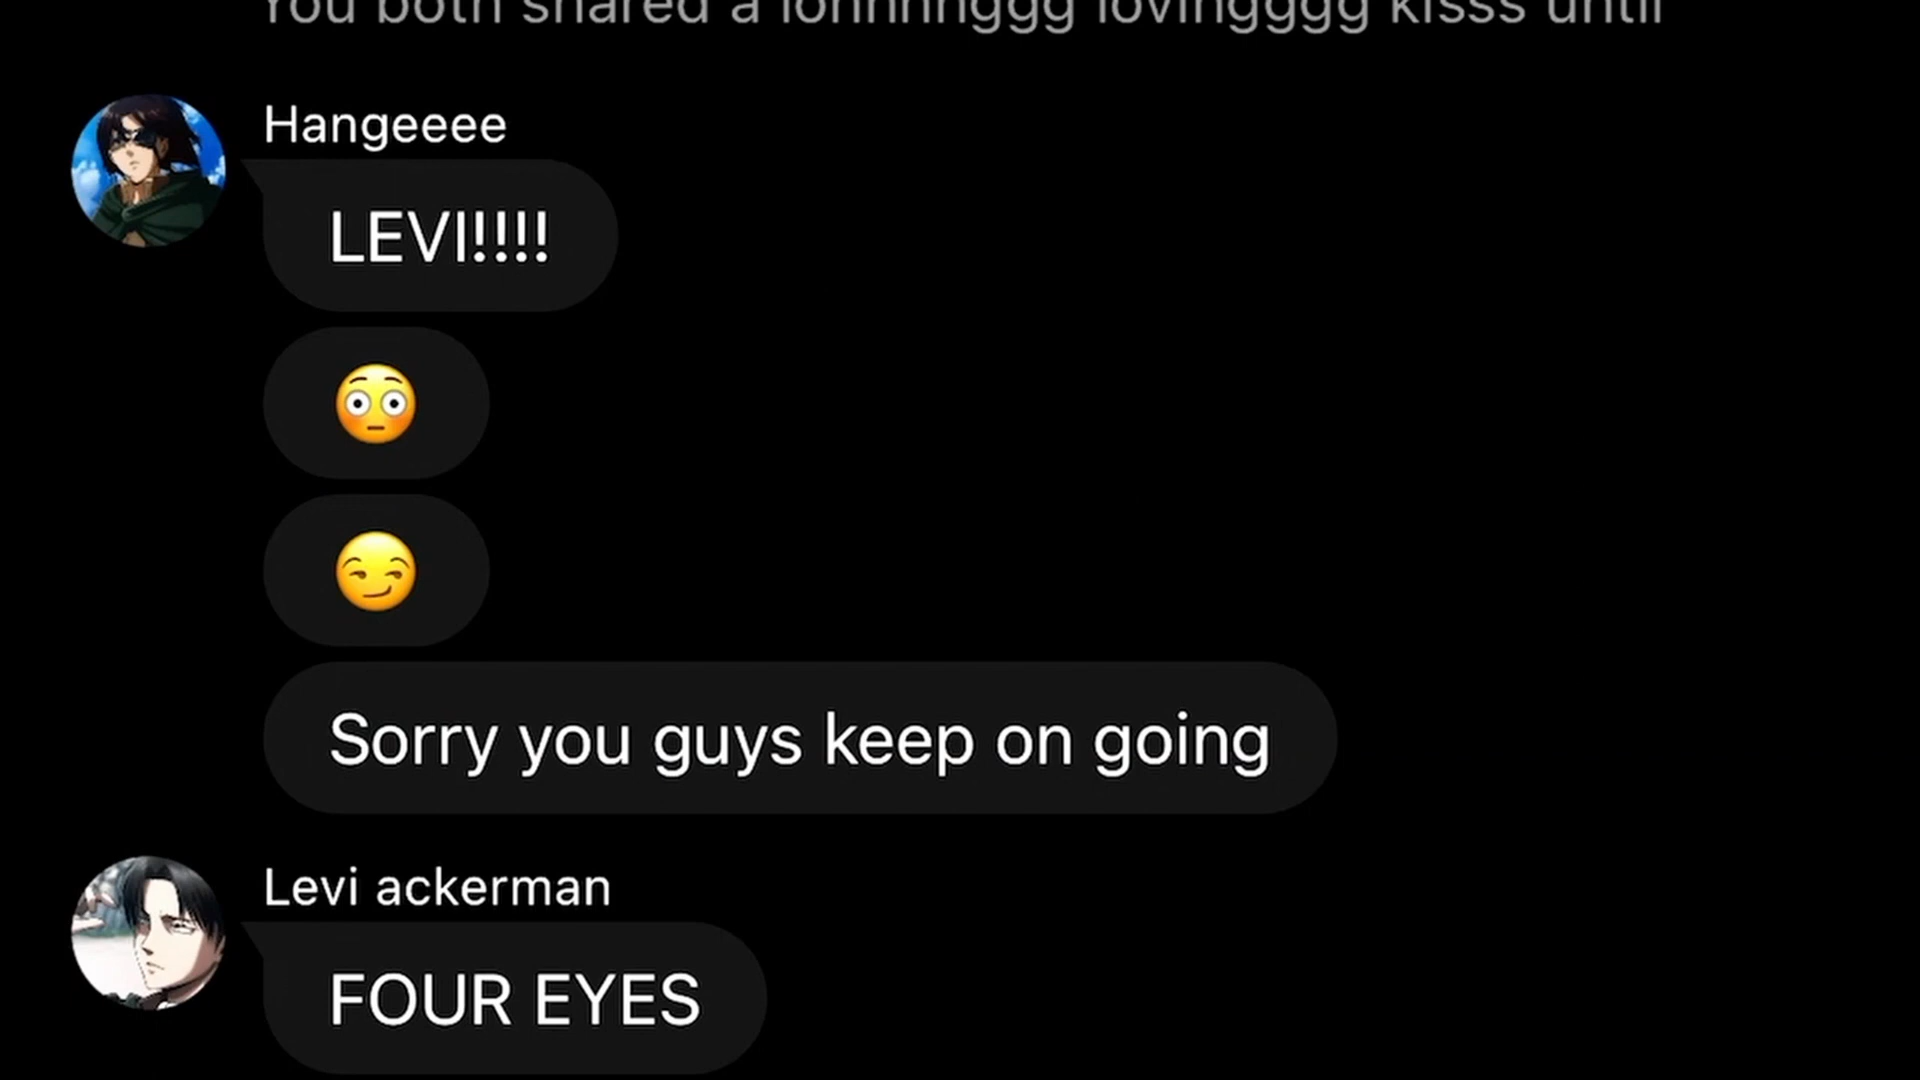 You both shared a lonnnnggg lovingggg kisss until
Hangeeee
LEVI!!!!
😳
😏
Sorry you guys keep on going
Levi ackerman
FOUR EYES